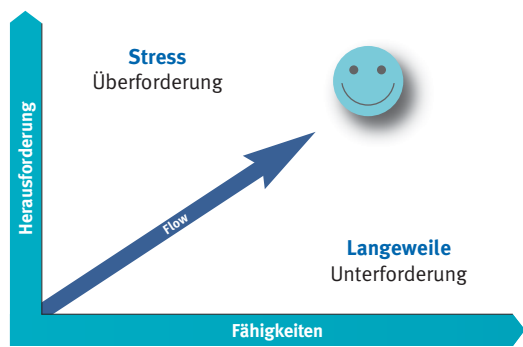 Stress
Überforderung
Herausforderung
Flow
Langeweile
Unterforderung
Fähigkeiten